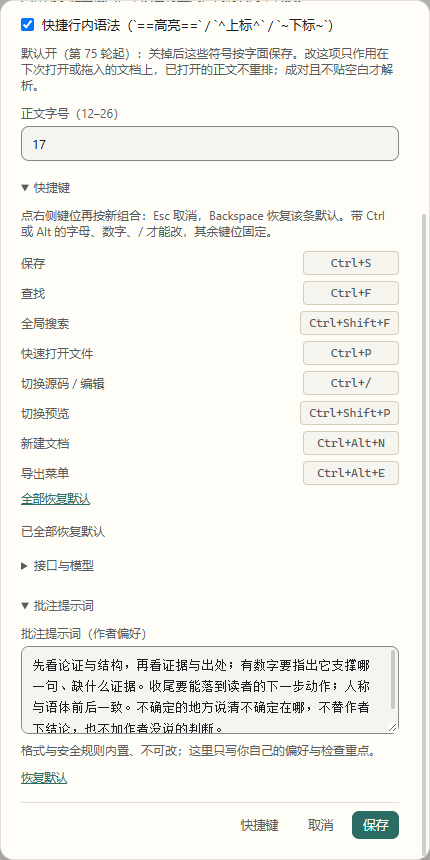 快捷行内语法（`==高亮==`/`^上标^`/`~下标~`）
默认开（第 75 轮起）：关掉后这些符号按字面保存。改这项只作用在
下次打开或拖入的文档上，已打开的正文不重排；成对且不贴空白才解
析。
正文字号（12–26）
17
▼ 快捷键
点右侧键位再按新组合：Esc 取消，Backspace 恢复该条默认。带 Ctrl
或 Alt 的字母、数字、/ 才能改，其余键位固定。
保存 Ctrl+S
查找 Ctrl+F
全局搜索 Ctrl+Shift+F
快速打开文件 Ctrl+P
切换源码 / 编辑 Ctrl+/
切换预览 Ctrl+Shift+P
新建文档 Ctrl+Alt+N
导出菜单 Ctrl+Alt+E
全部恢复默认
已全部恢复默认
▶ 接口与模型
▼ 批注提示词
批注提示词（作者偏好）
先看论证与结构，再看证据与出处；有数字要指出它支撑哪
一句、缺什么证据。收尾要能落到读者的下一步动作；人称
与语体前后一致。不确定的地方说清不确定在哪，不替作者
下结论，也不加作者没说的判断。
格式与安全规则内置、不可改；这里只写你自己的偏好与检查重点。
恢复默认
快捷键 取消 保存